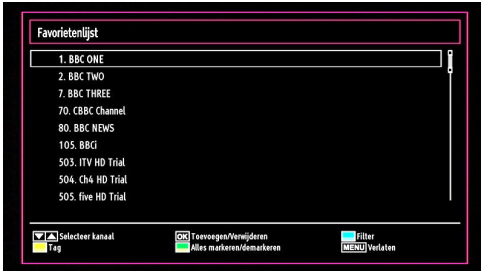 Favorietenlijst
1. BBC ONE
2. BBC TWO
7. BBC THREE
70. CBBC Channel
80. BBC NEWS
105. BBCi
503. ITV HD Trial
504. Ch4 HD Trial
505. five HD Trial
Selecteer kanaal OK Toevoegen/Verwijderen Filter
Tag Alles markeren/demarkeren MENU Verlaten